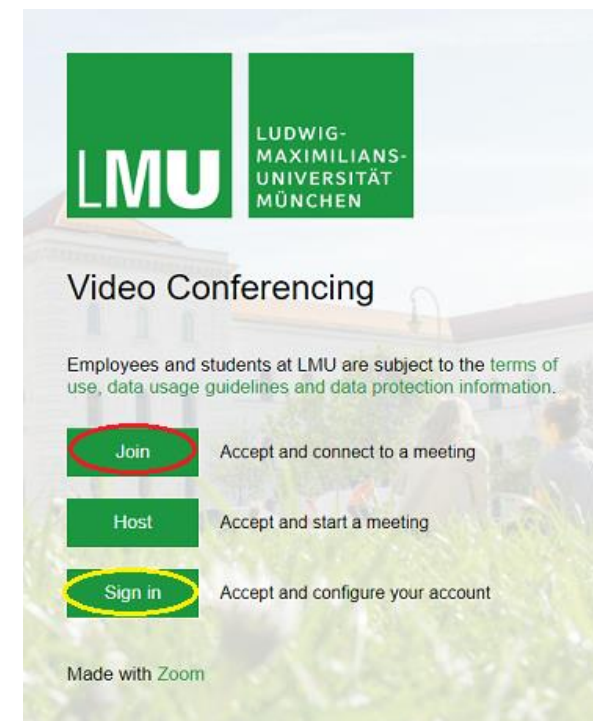 LMU
LUDWIG-
MAXIMILIANS-
UNIVERSITÄT
MÜNCHEN
Video Conferencing
Employees and students at LMU are subject to the terms of
use, data usage guidelines and data protection information.
Join Accept and connect to a meeting
Host Accept and start a meeting
Sign in Accept and configure your account
Made with Zoom